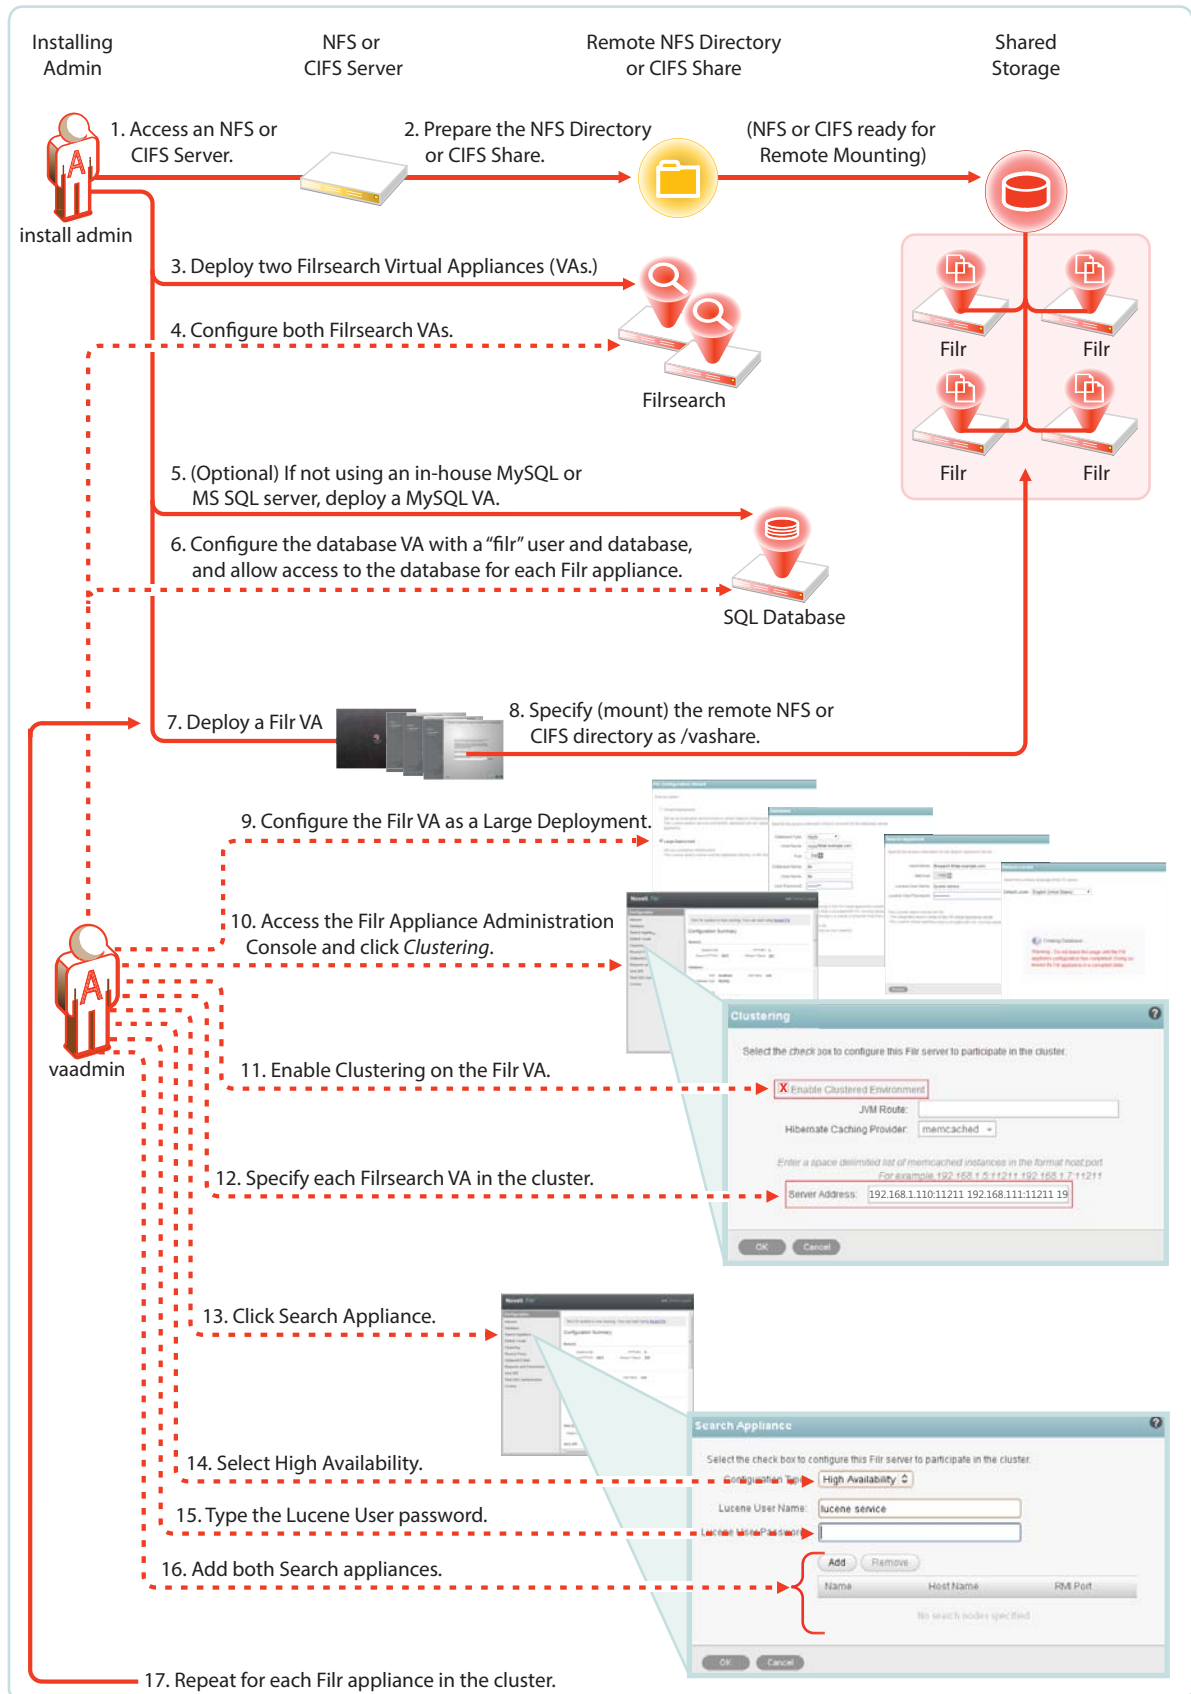 Installing
Admin
NFS or
CIFS Server
Remote NFS Directory
or CIFS Share
Shared
Storage
1. Access an NFS or
CIFS Server.
2. Prepare the NFS Directory
or CIFS Share.
(NFS or CIFS ready for
Remote Mounting)
install admin
3. Deploy two Filrsearch Virtual Appliances (VAs.)
4. Configure both Filrsearch VAs.
Filrsearch
Filr
Filr
Filr
Filr
5. (Optional) If not using an in-house MySQL or
MS SQL server, deploy a MySQL VA.
6. Configure the database VA with a “filr” user and database,
and allow access to the database for each Filr appliance.
SQL Database
7. Deploy a Filr VA
8. Specify (mount) the remote NFS or
CIFS directory as /vashare.
9. Configure the Filr VA as a Large Deployment.
10. Access the Filr Appliance Administration
Console and click Clustering.
Novell Filr
Configuration Summary
vaadmin
11. Enable Clustering on the Filr VA.
12. Specify each Filrsearch VA in the cluster.
Clustering
Select the check box to configure this Filr server to participate in the cluster.
X Enable Clustered Environment
JVM Route:
Hibernate Caching Provider: memcached
Enter a space delimited list of memcached instances in the format host:port
For example, 192.168.1.5:11211 192.168.1.7:11211
Server Address: 192.168.1.110:11211 192.168.111:11211 19
OK Cancel
13. Click Search Appliance.
Novell Filr
Configuration Summary
14. Select High Availability.
15. Type the Lucene User password.
16. Add both Search appliances.
Search Appliance
Select the check box to configure this Filr server to participate in the cluster.
Configuration Type: High Availability
Lucene User Name: lucene service
Lucene User Password:
Add Remove
Name Host Name RMI Port
No search nodes specified
OK Cancel
17. Repeat for each Filr appliance in the cluster.